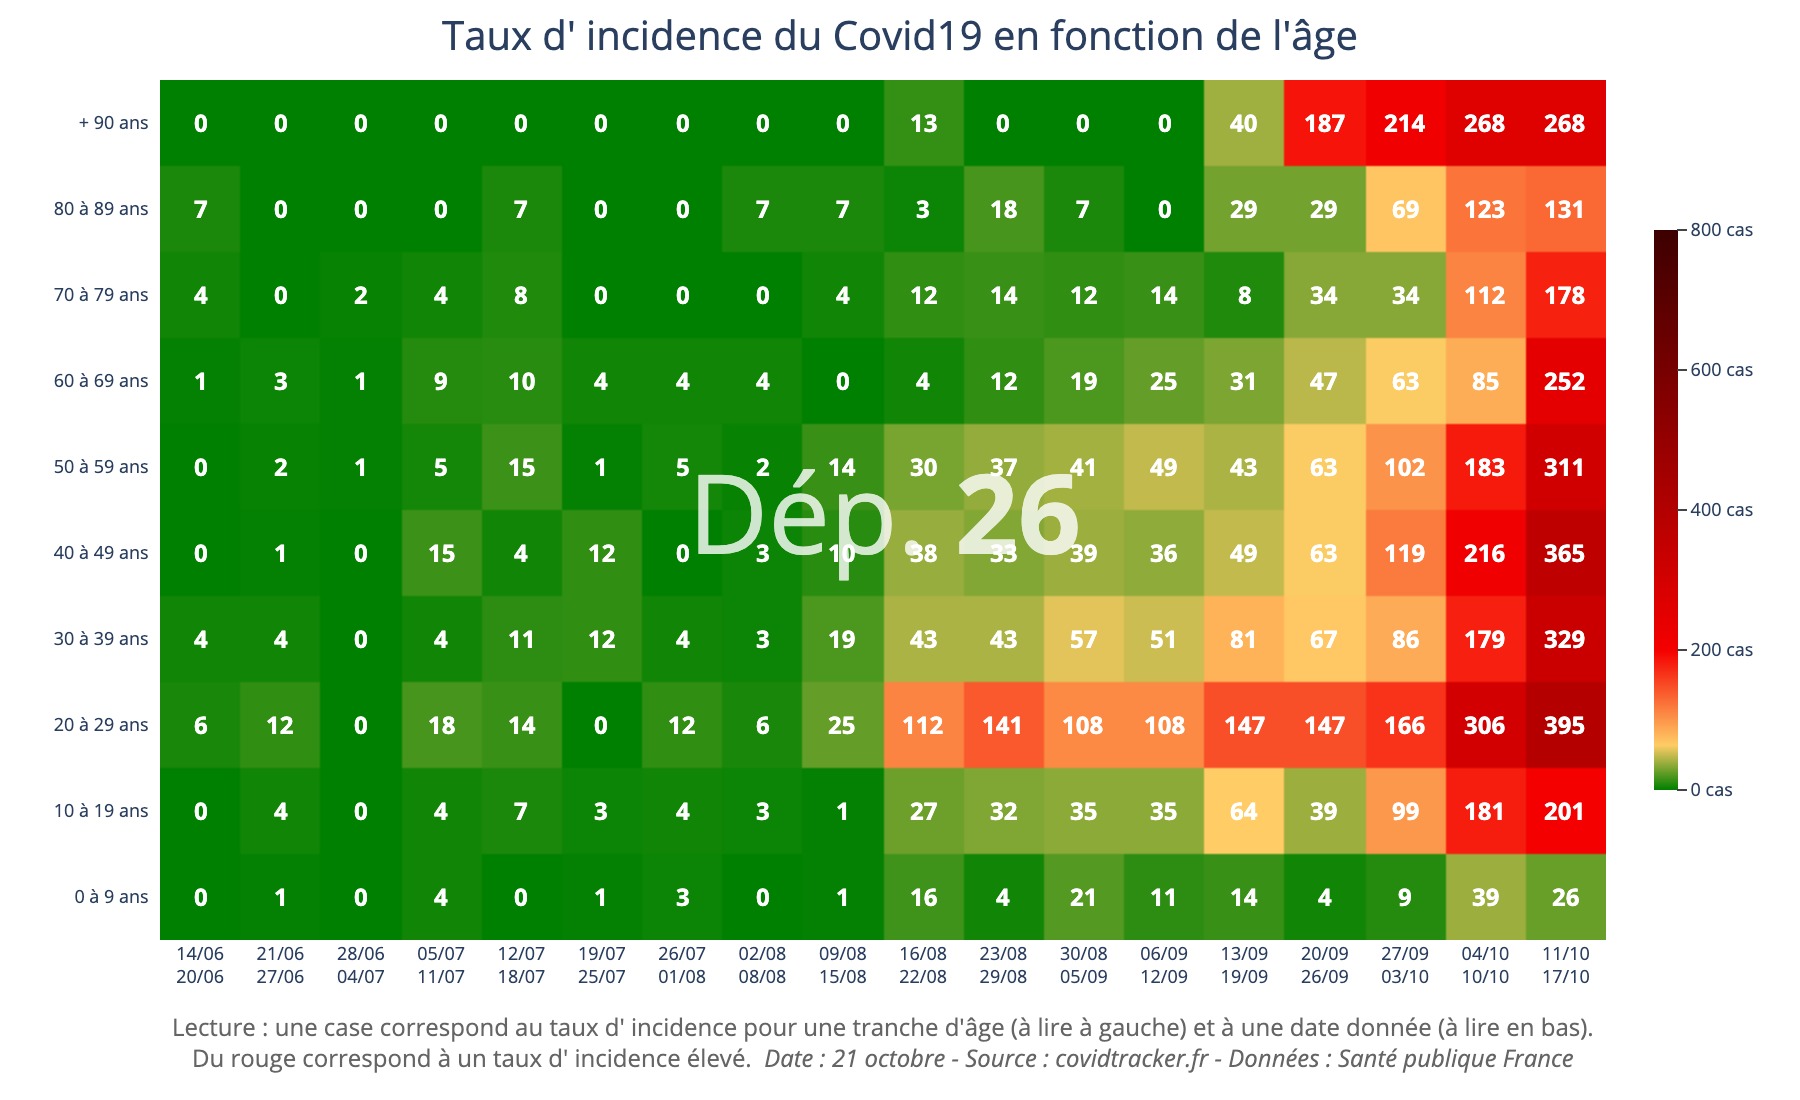 Taux d' incidence du Covid19 en fonction de l'âge
+ 90 ans 0 0 0 0 0 0 0 0 0 13 0 0 0 40 187 214 268 268
80 à 89 ans 7 0 0 0 7 0 0 7 7 3 18 7 0 29 29 69 123 131
70 à 79 ans 4 0 2 4 8 0 0 0 4 12 14 12 14 8 34 34 112 178
60 à 69 ans 1 3 1 9 10 4 4 4 0 4 12 19 25 31 47 63 85 252
50 à 59 ans 0 2 1 5 15 1 5 2 14 30 37 41 49 43 63 102 183 311
Dép. 26
40 à 49 ans 0 1 0 15 4 12 0 3 10 38 33 39 36 49 63 119 216 365
30 à 39 ans 4 4 0 4 11 12 4 3 19 43 43 57 51 81 67 86 179 329
20 à 29 ans 6 12 0 18 14 0 12 6 25 112 141 108 108 147 147 166 306 395
10 à 19 ans 0 4 0 4 7 3 4 3 1 27 32 35 35 64 39 99 181 201
0 à 9 ans 0 1 0 4 0 1 3 0 1 16 4 21 11 14 4 9 39 26
14/06 21/06 28/06 05/07 12/07 19/07 26/07 02/08 09/08 16/08 23/08 30/08 06/09 13/09 20/09 27/09 04/10 11/10
20/06 27/06 04/07 11/07 18/07 25/07 01/08 08/08 15/08 22/08 29/08 05/09 12/09 19/09 26/09 03/10 10/10 17/10
800 cas
600 cas
400 cas
200 cas
0 cas
Lecture : une case correspond au taux d' incidence pour une tranche d'âge (à lire à gauche) et à une date donnée (à lire en bas).
Du rouge correspond à un taux d' incidence élevé. Date : 21 octobre - Source : covidtracker.fr - Données : Santé publique France